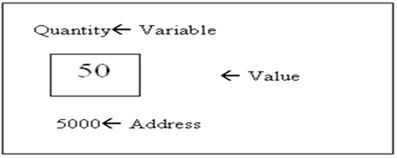 Quantity← Variable
50
← Value
5000← Address